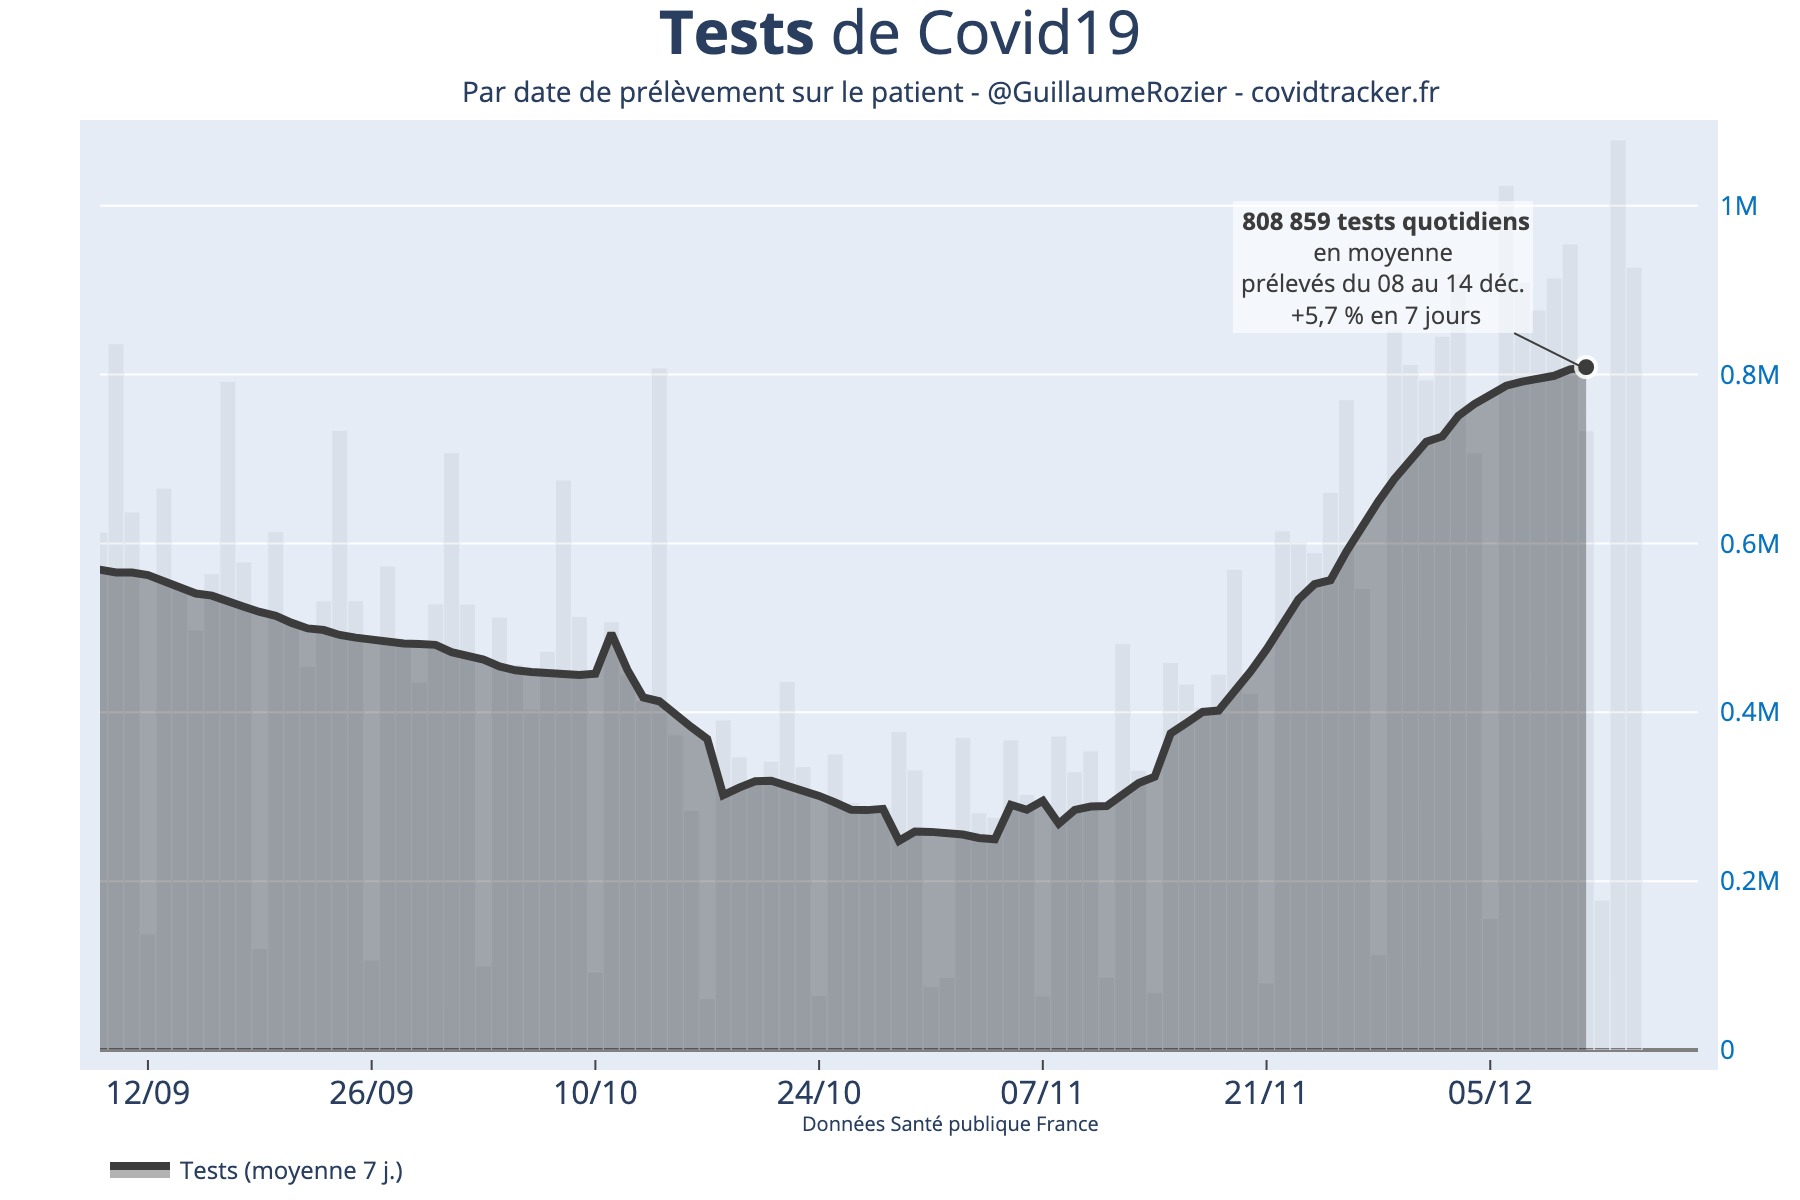 Tests de Covid19
Par date de prélèvement sur le patient - @GuillaumeRozier - covidtracker.fr
808 859 tests quotidiens
en moyenne
prélevés du 08 au 14 déc.
+5,7 % en 7 jours
1M
0.8M
0.6M
0.4M
0.2M
0
12/09 26/09 10/10 24/10 07/11 21/11 05/12
Données Santé publique France
Tests (moyenne 7 j.)